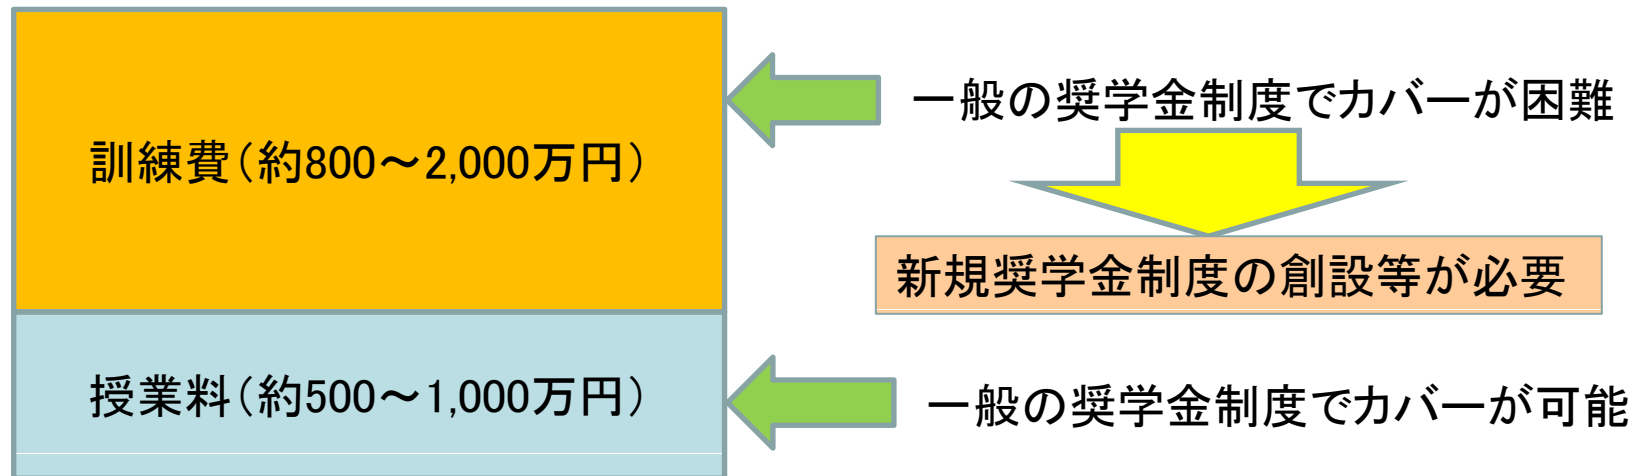 一般の奨学金制度でカバーが困難
訓練費(約800～2,000万円)
新規奨学金制度の創設等が必要
授業料(約500～1,000万円)
一般の奨学金制度でカバーが可能